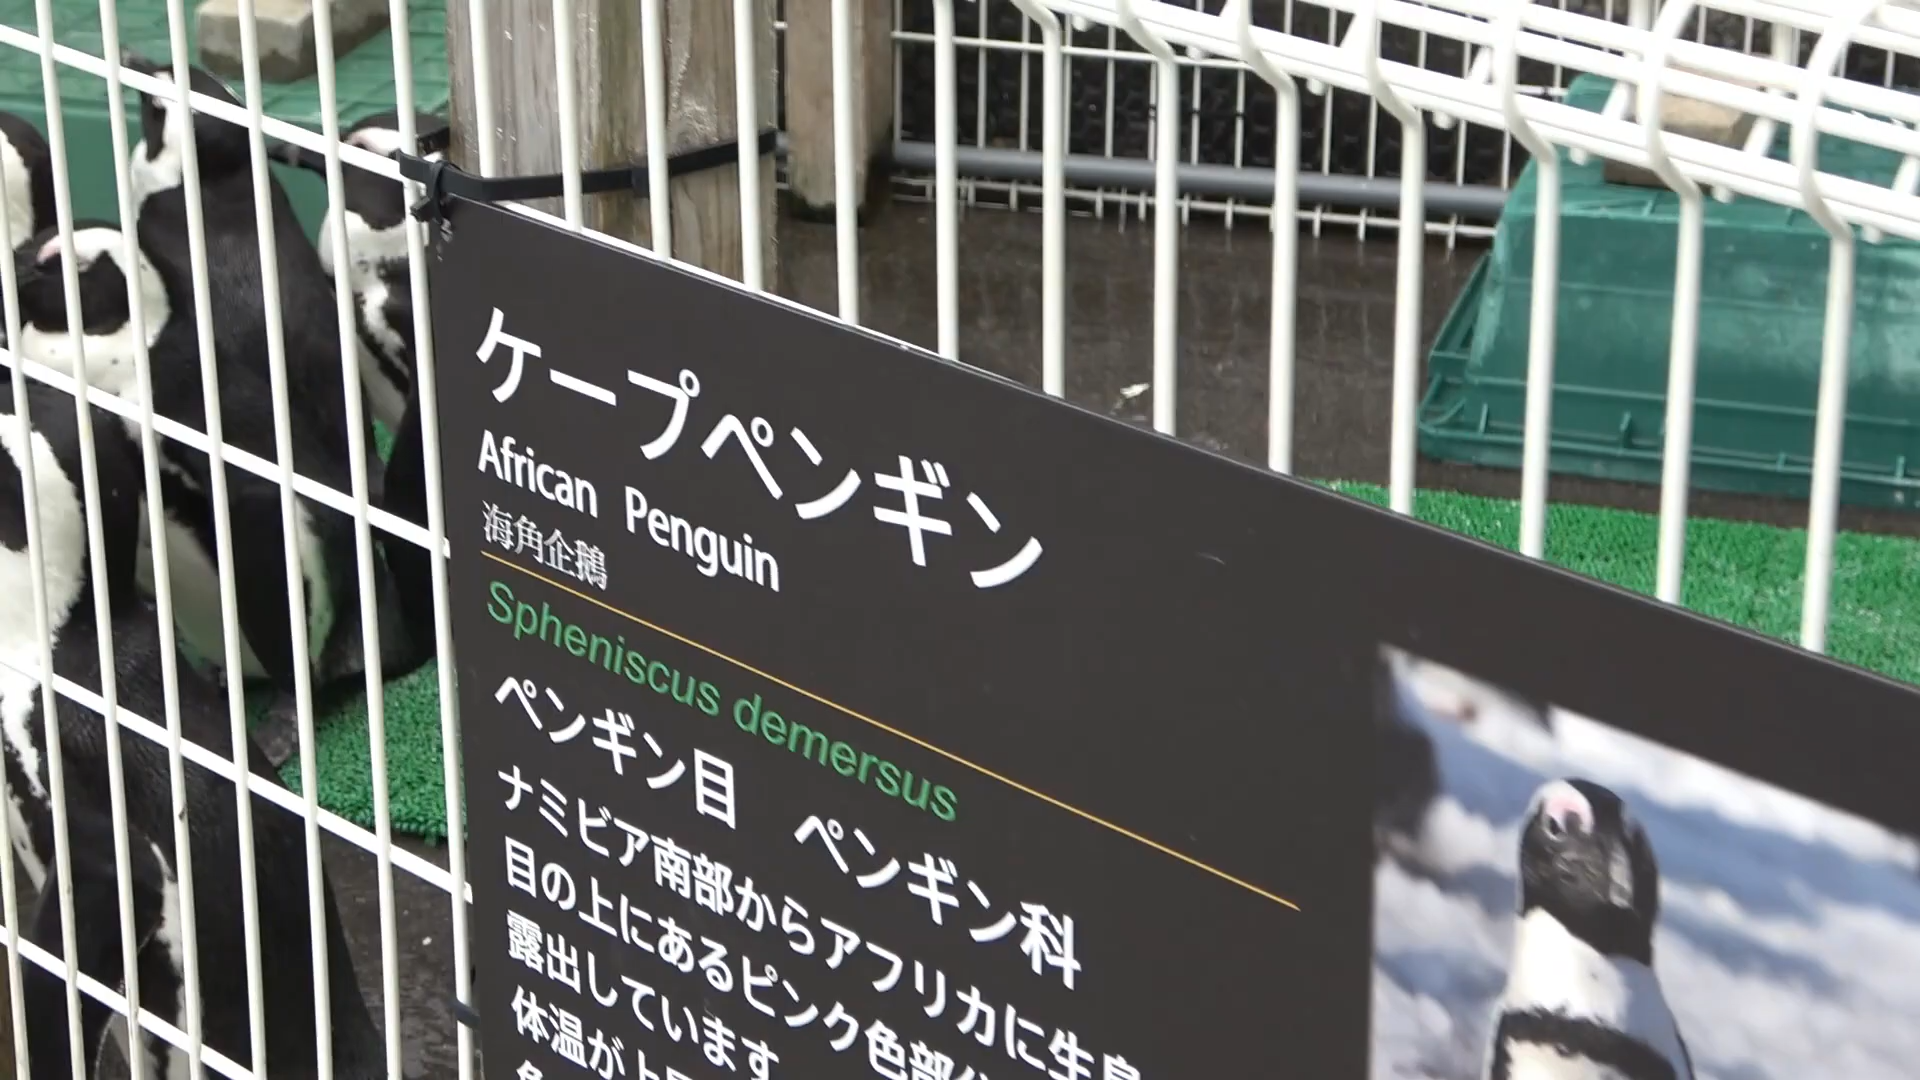 ケープペンギン
African Penguin
海角企鵝
Spheniscus demersus
ペンギン目　ペンギン科
ナミビア南部からアフリカに生息
目の上にあるピンク色部分
露出しています
体温が上